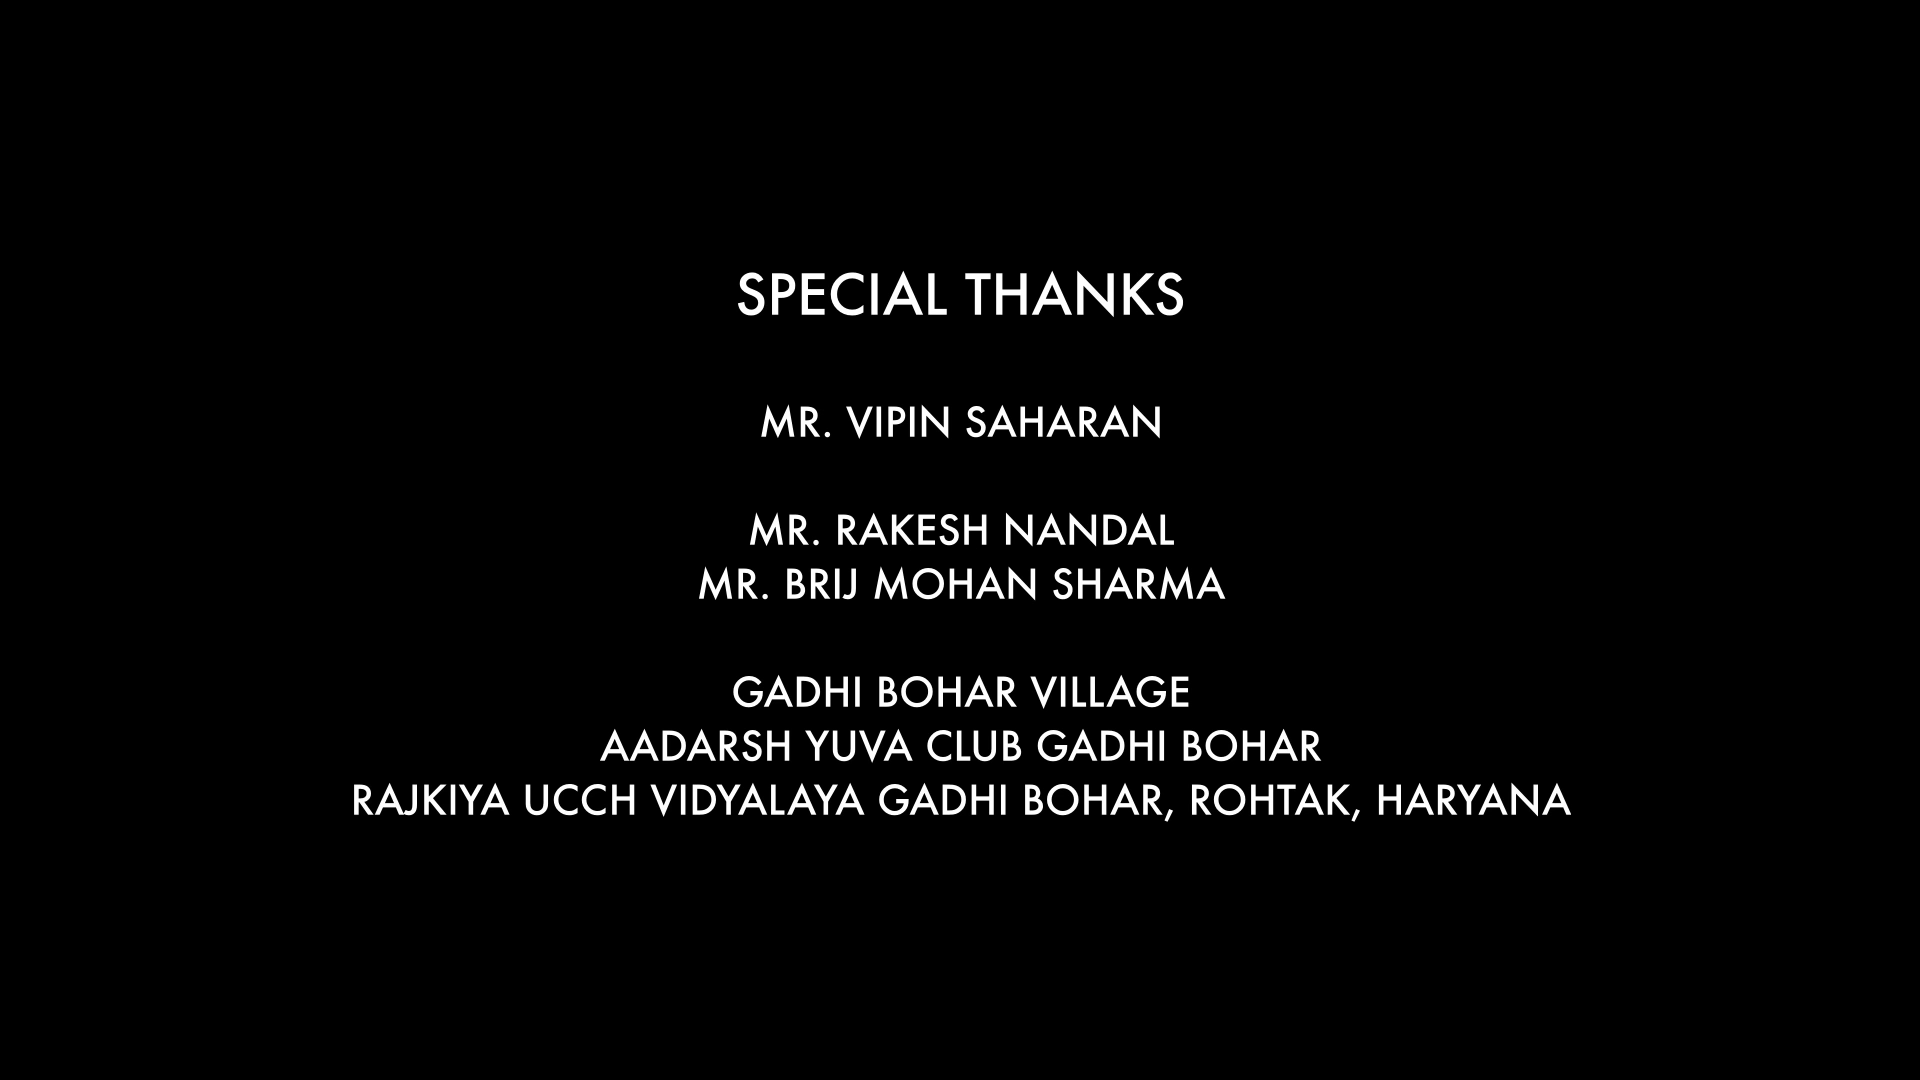 SPECIAL THANKS
MR. VIPIN SAHARAN
MR. RAKESH NANDAL
MR. BRIJ MOHAN SHARMA
GADHI BOHAR VILLAGE
AADARSH YUVA CLUB GADHI BOHAR
RAJKIYA UCCH VIDYALAYA GADHI BOHAR, ROHTAK, HARYANA